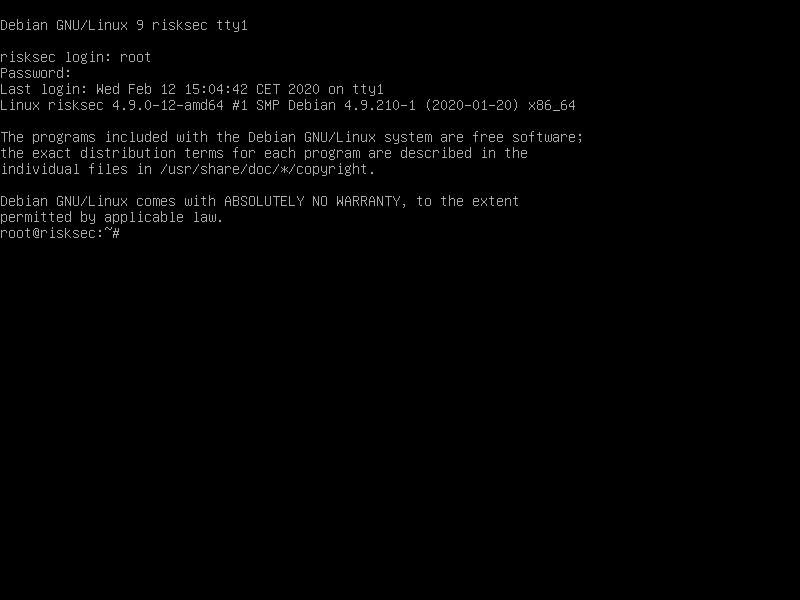 Debian GNU/Linux 9 risksec tty1
risksec login: root
Password:
Last login: Wed Feb 12 15:04:42 CET 2020 on tty1
Linux risksec 4.9.0-12-amd64 #1 SMP Debian 4.9.210-1 (2020-01-20) x86_64
The programs included with the Debian GNU/Linux system are free software;
the exact distribution terms for each program are described in the
individual files in /usr/share/doc/*/copyright.
Debian GNU/Linux comes with ABSOLUTELY NO WARRANTY, to the extent
permitted by applicable law.
root@risksec:~#